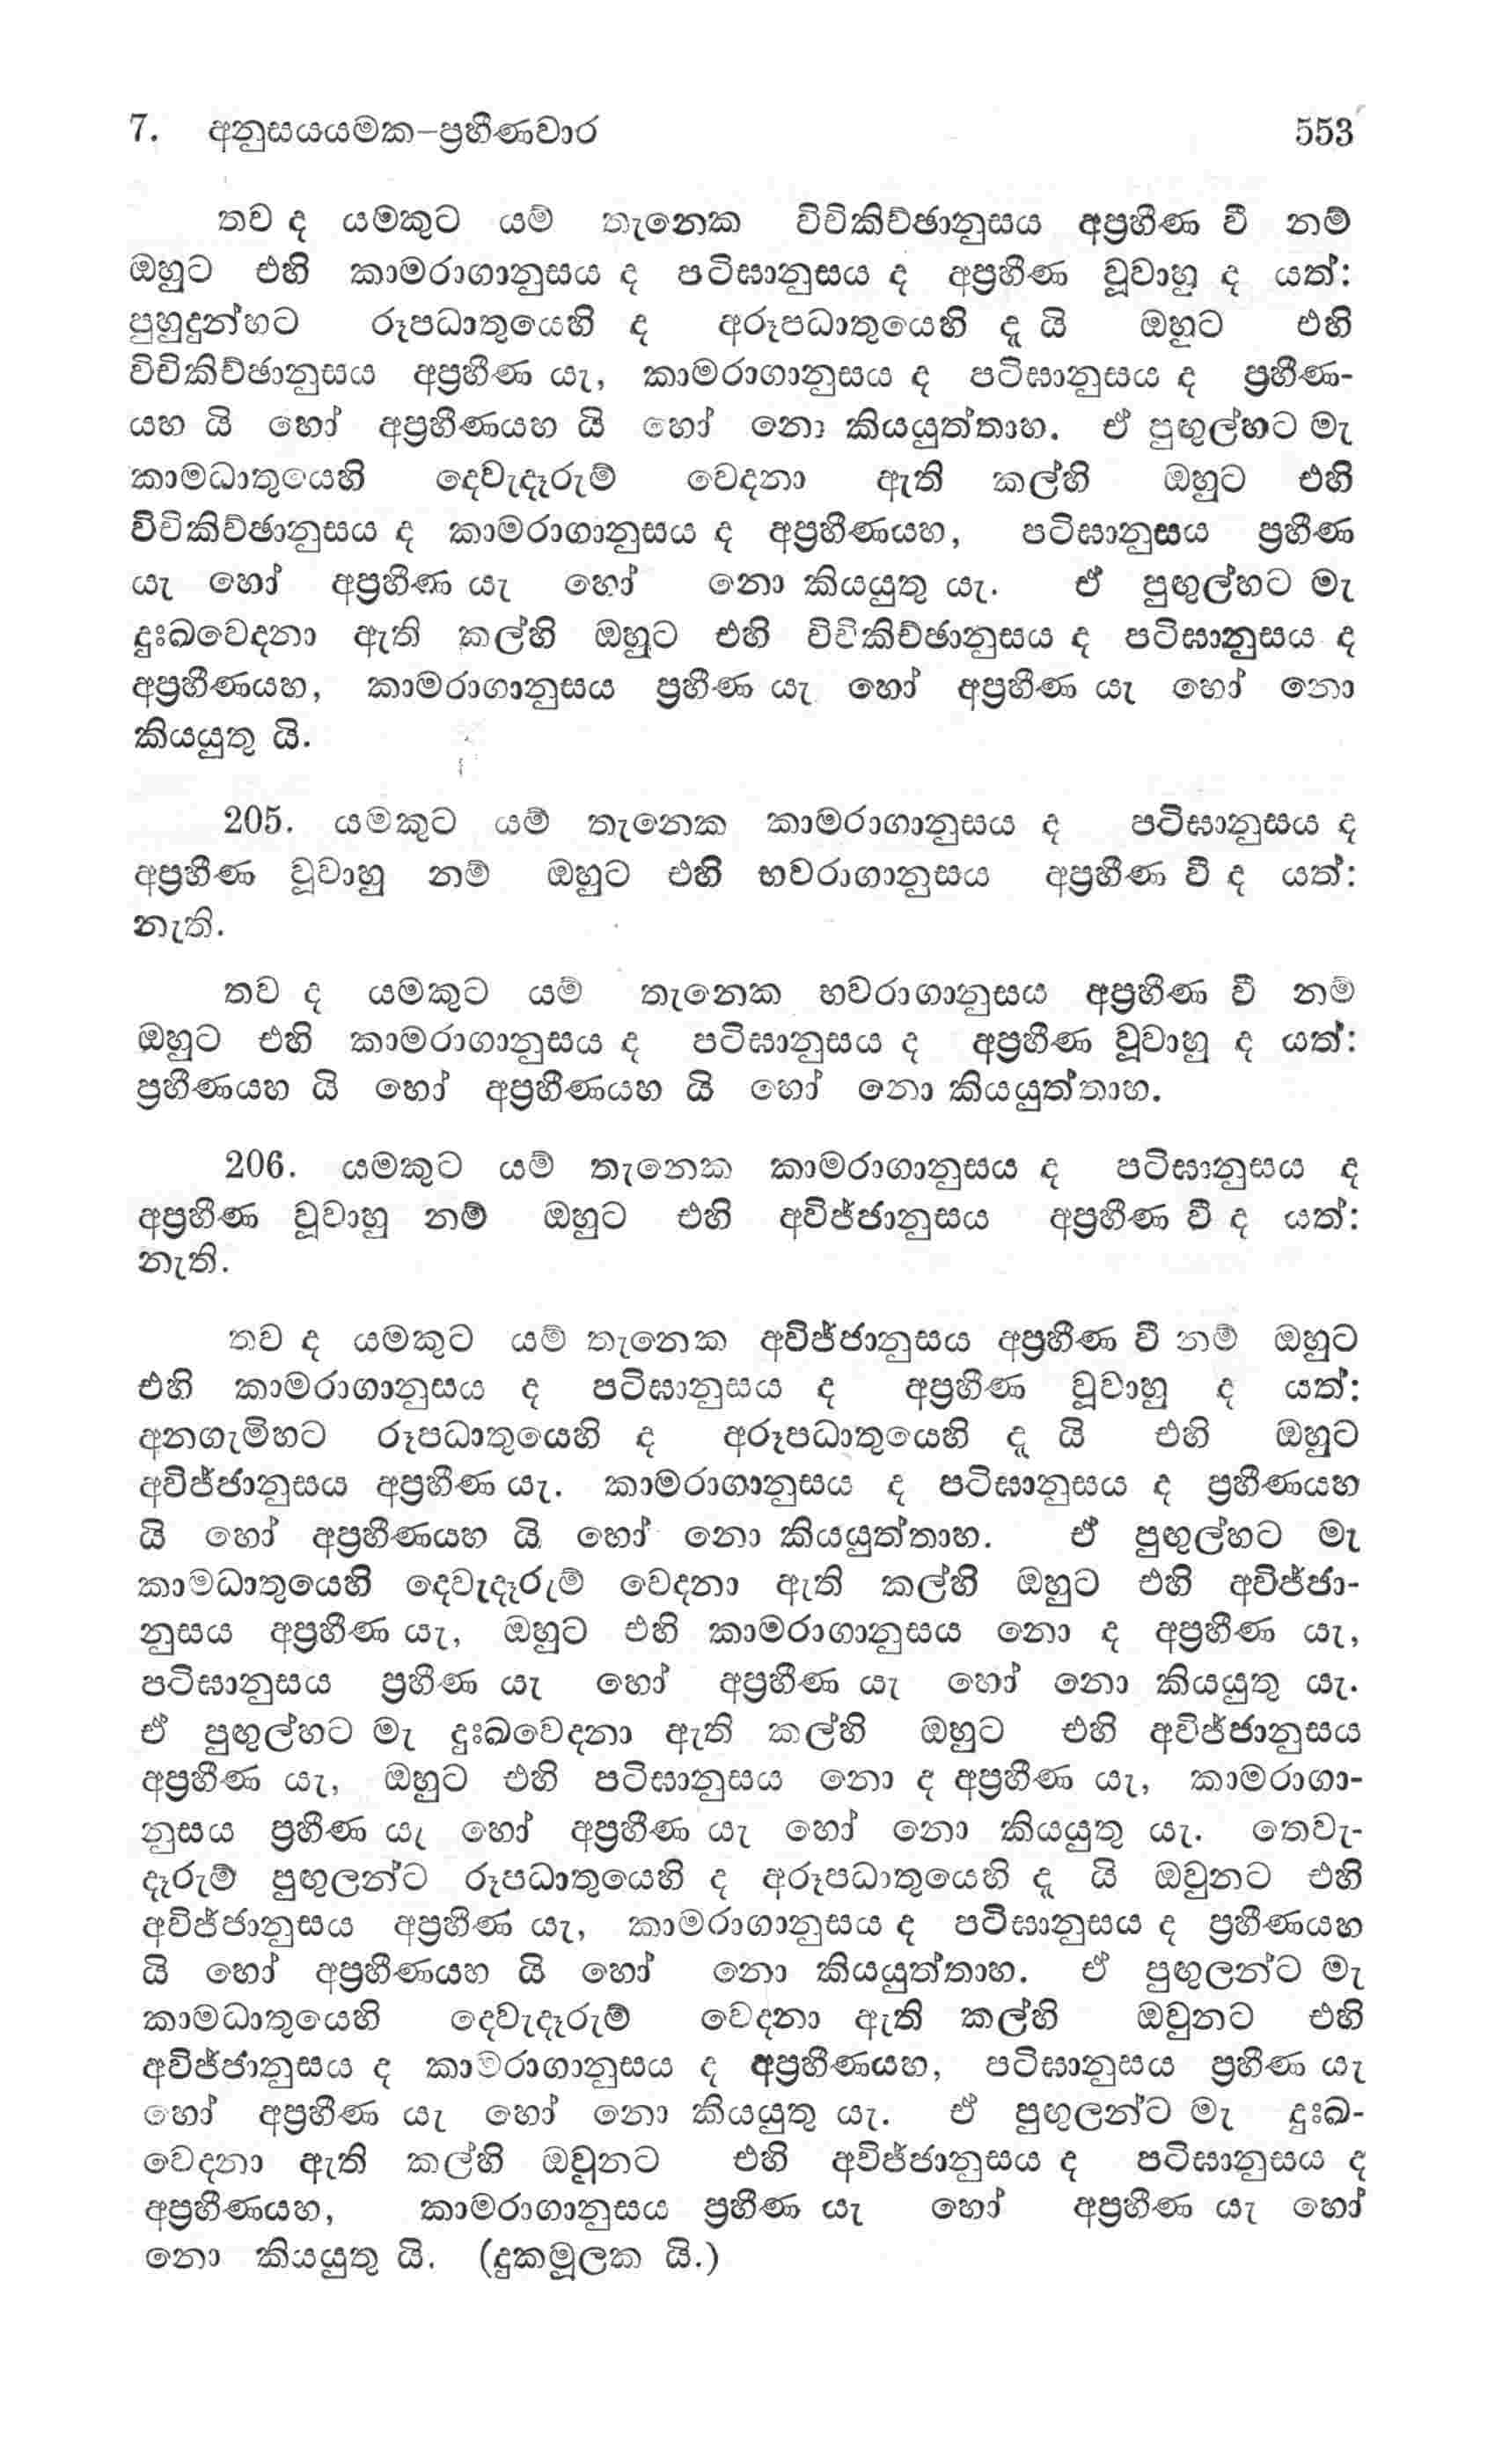 7. අනුසයයමක–ප්‍රහීණවාර 553
තව ද යමකුට යම් තැනෙක විචිකිච්ඡානුසය අප්‍රහීණ වී නම්
ඔහුට එහි කාමරාගානුසය ද පටිඝානුසය ද අප්‍රහීණ වූවාහු ද යත්:
පුහුදුන්හට රූපධාතුයෙහි ද අරූපධාතුයෙහි දු යි ඔහුට එහි
විචිකිච්ඡානුසය අප්‍රහීණ යැ, කාමරාගානුසය ද පටිඝානුසය ද ප්‍රහීණ-
යහ යි හෝ අප්‍රහීණයහ යි හෝ නො කියයුත්තාහ. ඒ පුඟුල්හට මැ
කාමධාතුයෙහි දෙවැදෑරුම් වෙදනා ඇති කල්හි ඔහුට එහි
විචිකිච්ඡානුසය ද කාමරාගානුසය ද අප්‍රහීණයහ, පටිඝානුසය ප්‍රහීණ
යැ හෝ අප්‍රහීණ යැ හෝ නො කියයුතු යැ. ඒ පුඟුල්හට මැ
දුඃඛවෙදනා ඇති කල්හි ඔහුට එහි විචිකිච්ඡානුසය ද පටිඝානුසය ද
අප්‍රහීණයහ, කාමරාගානුසය ප්‍රහීණ යැ හෝ අප්‍රහීණ යැ හෝ නො
කියයුතු යි.
205. යමකුට යම් තැනෙක කාමරාගානුසය ද පටිඝානුසය ද
අප්‍රහීණ වූවාහු නම් ඔහුට එහි භවරාගානුසය අප්‍රහීණ වී ද යත්:
නැති.
තව ද යමකුට යම් තැනෙක භවරාගානුසය අප්‍රහීණ වී නම්
ඔහුට එහි කාමරාගානුසය ද පටිඝානුසය ද අප්‍රහීණ වූවාහු ද යත්:
ප්‍රහීණයහ යි හෝ අප්‍රහීණයහ යි හෝ නො කියයුත්තාහ.
206. යමකුට යම් තැනෙක කාමරාගානුසය ද පටිඝානුසය ද
අප්‍රහීණ වූවාහු නම් ඔහුට එහි අවිජ්ජානුසය අප්‍රහීණ වී ද යත්:
නැති.
තව ද යමකුට යම් තැනෙක අවිජ්ජානුසය අප්‍රහීණ වී නම් ඔහුට
එහි කාමරාගානුසය ද පටිඝානුසය ද අප්‍රහීණ වූවාහු ද යත්:
අනගැමිහට රූපධාතුයෙහි ද අරූපධාතුයෙහි දු යි එහි ඔහුට
අවිජ්ජානුසය අප්‍රහීණ යැ. කාමරාගානුසය ද පටිඝානුසය ද ප්‍රහීණයහ
යි හෝ අප්‍රහීණයහ යි හෝ නො කියයුත්තාහ. ඒ පුඟුල්හට මැ
කාමධාතුයෙහි දෙවැදෑරුම් වෙදනා ඇති කල්හි ඔහුට එහි අවිජ්ජා-
නුසය අප්‍රහීණ යැ, ඔහුට එහි කාමරාගානුසය නො ද අප්‍රහීණ යැ,
පටිඝානුසය ප්‍රහීණ යැ හෝ අප්‍රහීණ යැ හෝ නො කියයුතු යැ.
ඒ පුඟුල්හට මැ දුඃඛවෙදනා ඇති කල්හි ඔහුට එහි අවිජ්ජානුසය
අප්‍රහීණ යැ, ඔහුට එහි පටිඝානුසය නො ද අප්‍රහීණ යැ, කාමරාගා-
නුසය ප්‍රහීණ යැ හෝ අප්‍රහීණ යැ හෝ නො කියයුතු යැ. තෙවැ-
දෑරුම් පුඟුලන්ට රූපධාතුයෙහි ද අරූපධාතුයෙහි දු යි ඔවුනට එහි
අවිජ්ජානුසය අප්‍රහීණ යැ, කාමරාගානුසය ද පටිඝානුසය ද ප්‍රහීණයහ
යි හෝ අප්‍රහීණයහ යි හෝ නො කියයුත්තාහ. ඒ පුඟුලන්ට මැ
කාමධාතුයෙහි දෙවැදෑරුම් වෙදනා ඇති කල්හි ඔවුනට එහි
අවිජ්ජානුසය ද කාමරාගානුසය ද අප්‍රහීණයහ, පටිඝානුසය ප්‍රහීණ යැ
හෝ අප්‍රහීණ යැ හෝ නො කියයුතු යැ. ඒ පුඟුලන්ට මැ දුඃඛ-
වෙදනා ඇති කල්හි ඔවුනට එහි අවිජ්ජානුසය ද පටිඝානුසය ද
අප්‍රහීණයහ, කාමරාගානුසය ප්‍රහීණ යැ හෝ අප්‍රහීණ යැ හෝ
නො කියයුතු යි. (දුකමූලක යි.)